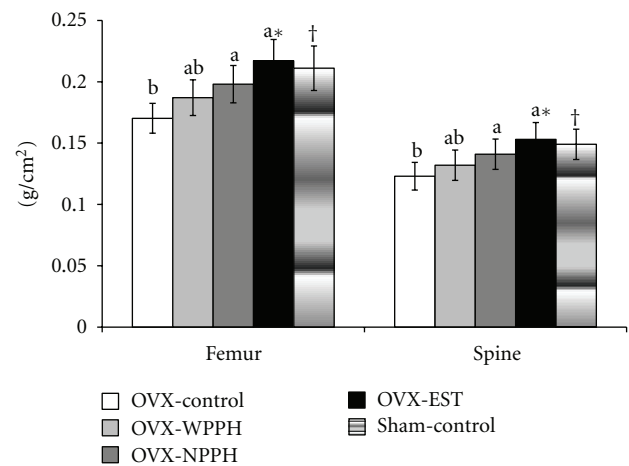 0.25
0.2
0.15
0.1
0.05
0
(g/cm²)
b
ab
a
a∗
†
b
ab
a
a∗
†
Femur
Spine
OVX-control
OVX-WPPH
OVX-NPPH
OVX-EST
Sham-control